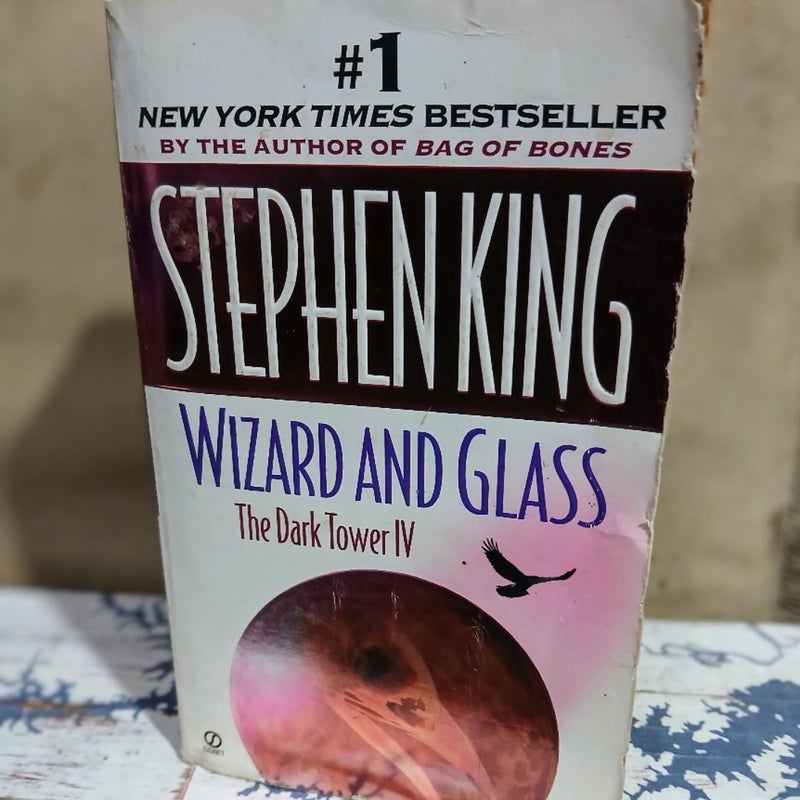 #1
NEW YORK TIMES BESTSELLER
BY THE AUTHOR OF BAG OF BONES
STEPHEN KING
WIZARD AND GLASS
The Dark Tower IV
SIGNET